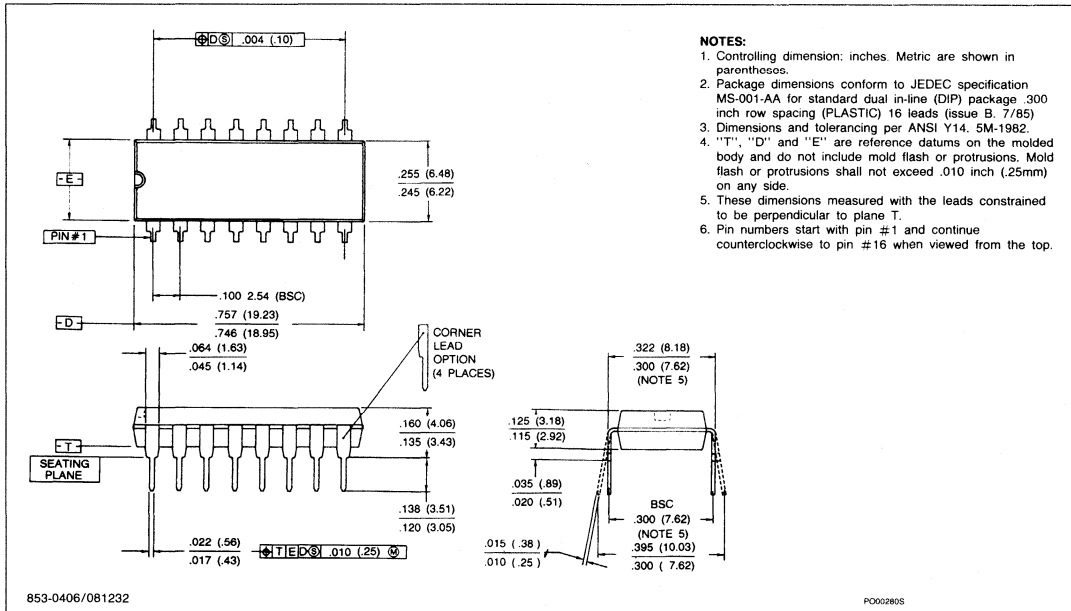 ⌖ D Ⓢ .004 (.10)
-E-
.255 (6.48)
.245 (6.22)
PIN #1
.100 2.54 (BSC)
-D-
.757 (19.23)
.746 (18.95)
.064 (1.63)
.045 (1.14)
CORNER
LEAD
OPTION
(4 PLACES)
.160 (4.06)
.135 (3.43)
-T-
SEATING
PLANE
.138 (3.51)
.120 (3.05)
.022 (.56)
.017 (.43)
⌖ T E D Ⓢ .010 (.25) Ⓜ
NOTES:
1. Controlling dimension: inches. Metric are shown in
parentheses.
2. Package dimensions conform to JEDEC specification
MS-001-AA for standard dual in-line (DIP) package .300
inch row spacing (PLASTIC) 16 leads (issue B. 7/85)
3. Dimensions and tolerancing per ANSI Y14. 5M-1982.
4. "T", "D" and "E" are reference datums on the molded
body and do not include mold flash or protrusions. Mold
flash or protrusions shall not exceed .010 inch (.25mm)
on any side.
5. These dimensions measured with the leads constrained
to be perpendicular to plane T.
6. Pin numbers start with pin #1 and continue
counterclockwise to pin #16 when viewed from the top.
.322 (8.18)
.300 (7.62)
(NOTE 5)
.125 (3.18)
.115 (2.92)
.035 (.89)
.020 (.51)
BSC
.300 (7.62)
(NOTE 5)
.395 (10.03)
.300 ( 7.62)
.015 (.38 )
.010 (.25 )
853-0406/081232
PO00280S